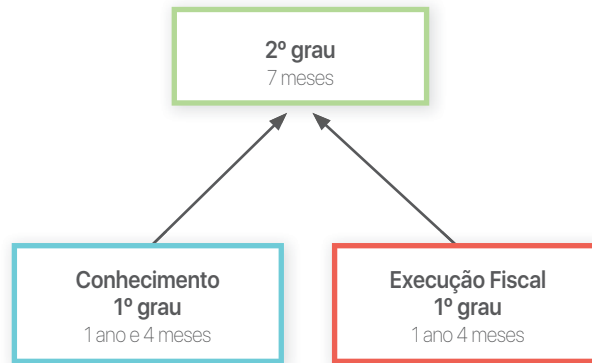 2º grau
7 meses
Conhecimento
1º grau
1 ano e 4 meses
Execução Fiscal
1º grau
1 ano 4 meses